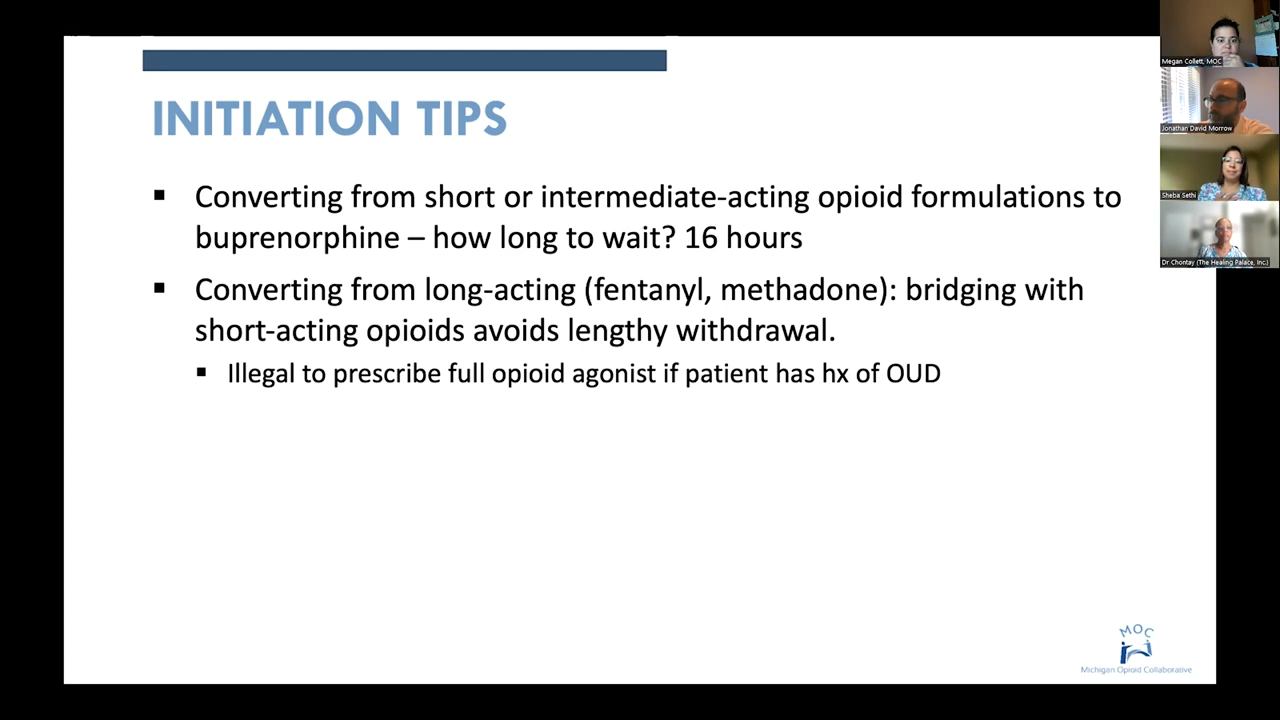 INITIATION TIPS
▪ Converting from short or intermediate-acting opioid formulations to
buprenorphine – how long to wait? 16 hours
▪ Converting from long-acting (fentanyl, methadone): bridging with
short-acting opioids avoids lengthy withdrawal.
▪ Illegal to prescribe full opioid agonist if patient has hx of OUD
Megan Collett, MOC
Jonathan David Morrow
Sheba Sethi
Dr Chontay (The Healing Palace, Inc.)
MOC
Michigan Opioid Collaborative